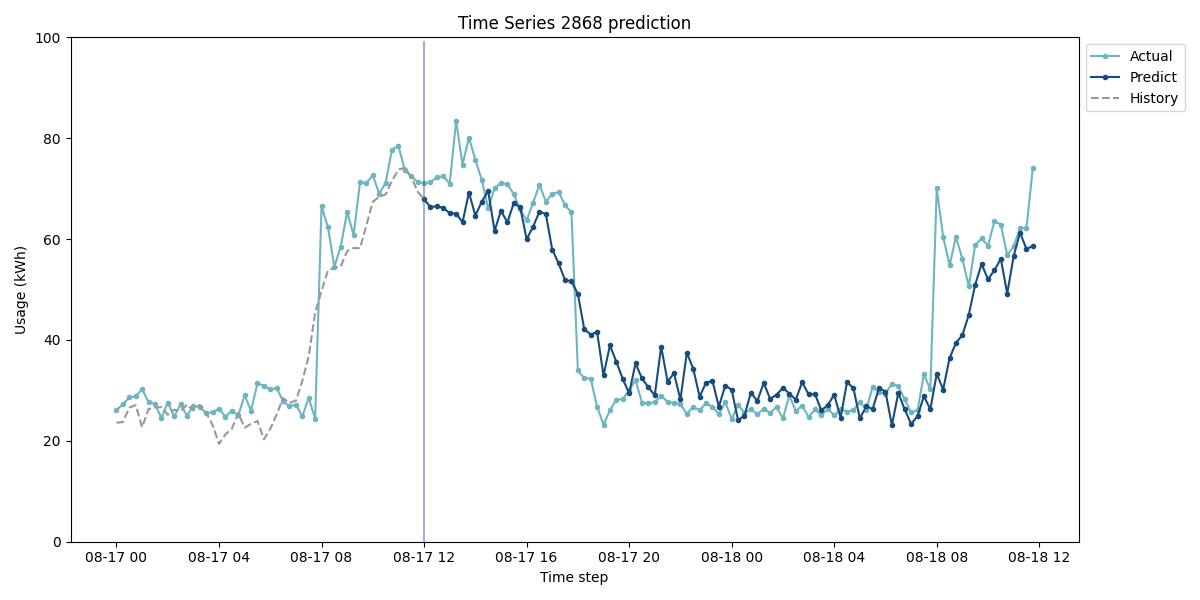 Time Series 2868 prediction
Actual
Predict
History
Usage (kWh)
100
80
60
40
20
0
08-17 00 08-17 04 08-17 08 08-17 12 08-17 16 08-17 20 08-18 00 08-18 04 08-18 08 08-18 12
Time step